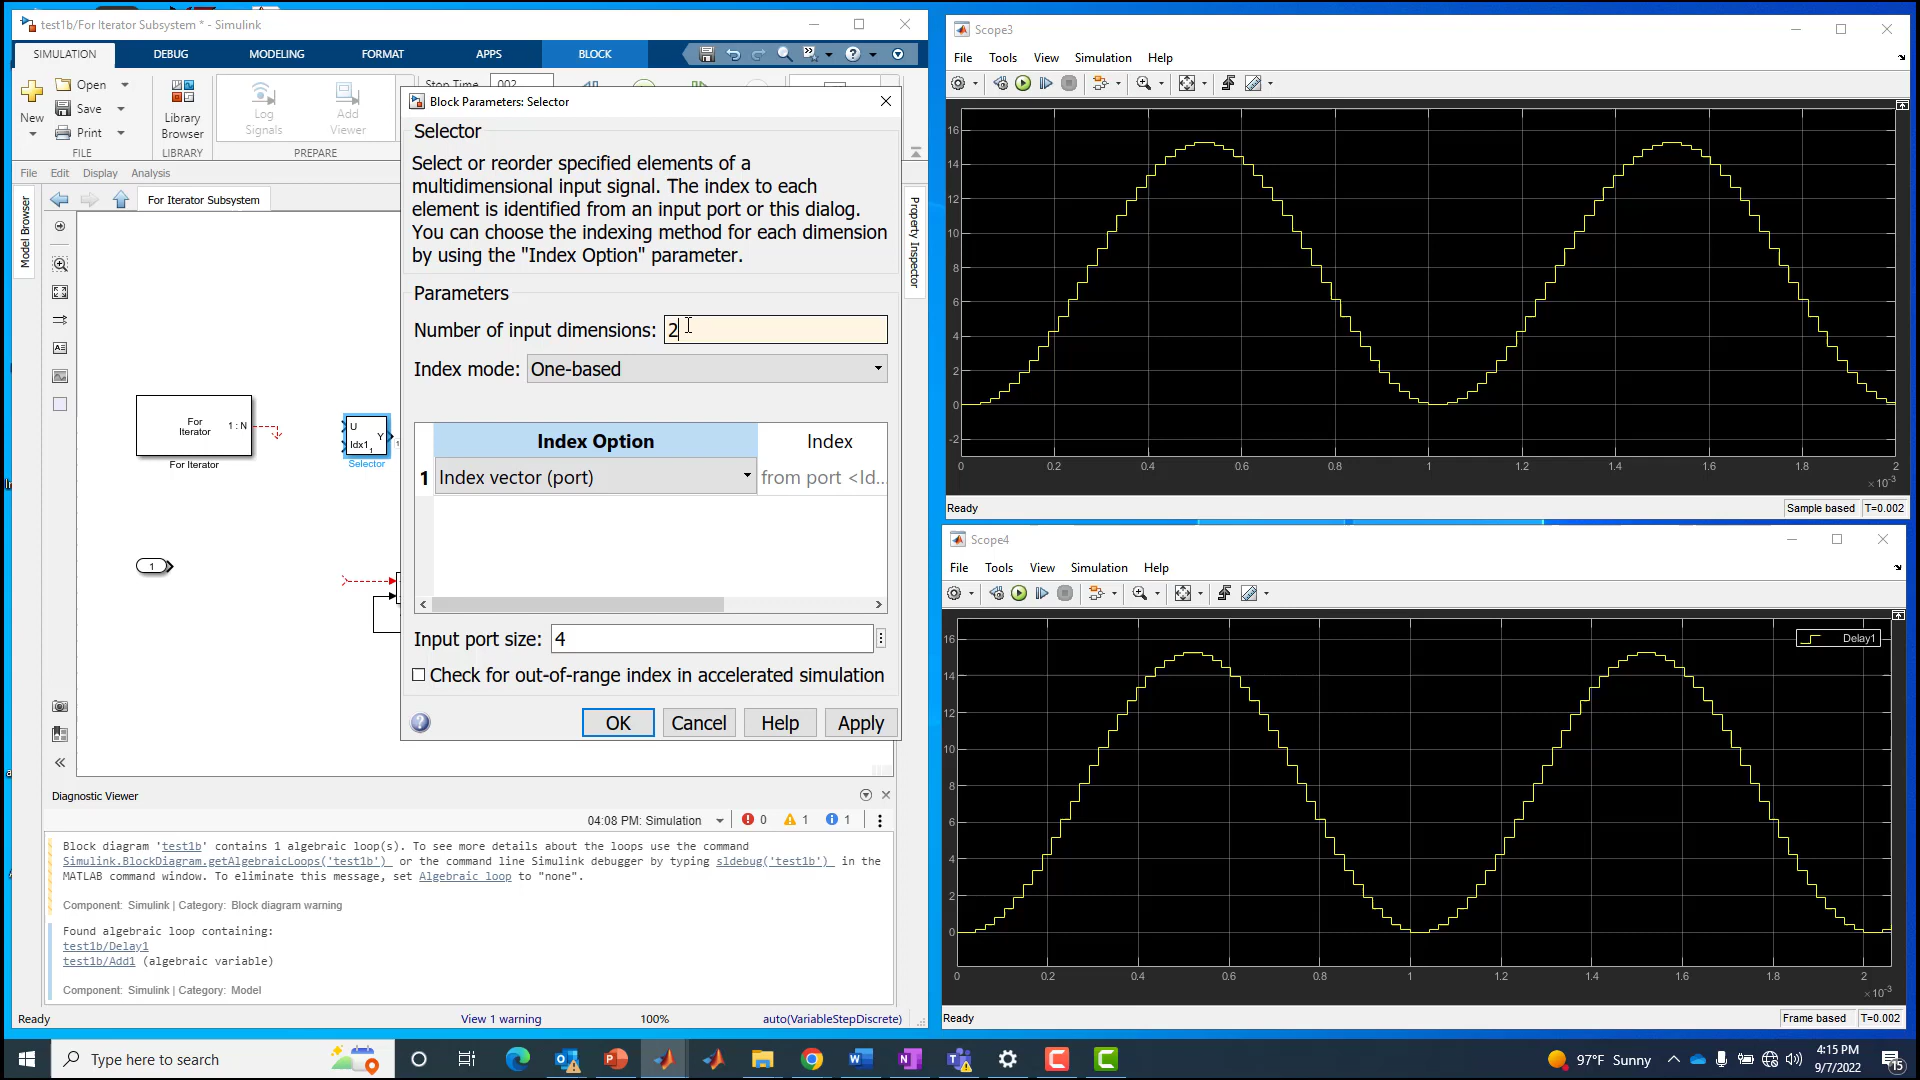 test1b/For Iterator Subsystem * - Simulink
SIMULATION DEBUG MODELING FORMAT APPS BLOCK
New
Open
Save
Print
FILE
Library
Browser
LIBRARY
Log
Signals
Add
Viewer
PREPARE
Stop Time .002
File Edit Display Analysis
For Iterator Subsystem
Model Browser
Property Inspector
For
Iterator
1 : N
For Iterator
U
Idx1
Y
1
Selector
1
Block Parameters: Selector
Selector
Select or reorder specified elements of a
multidimensional input signal. The index to each
element is identified from an input port or this dialog.
You can choose the indexing method for each dimension
by using the "Index Option" parameter.
Parameters
Number of input dimensions: 2
Index mode: One-based
Index Option Index
1 Index vector (port) from port <Id...
Input port size: 4
Check for out-of-range index in accelerated simulation
OK Cancel Help Apply
Diagnostic Viewer
04:08 PM: Simulation 0 1 1
Block diagram 'test1b' contains 1 algebraic loop(s). To see more details about the loops use the command
Simulink.BlockDiagram.getAlgebraicLoops('test1b') or the command line Simulink debugger by typing sldebug('test1b') in the
MATLAB command window. To eliminate this message, set Algebraic loop to "none".
Component: Simulink | Category: Block diagram warning
Found algebraic loop containing:
test1b/Delay1
test1b/Add1 (algebraic variable)
Component: Simulink | Category: Model
Ready View 1 warning 100% auto(VariableStepDiscrete)
Scope3
File Tools View Simulation Help
16
14
12
10
8
6
4
2
0
-2
0 0.2 0.4 0.6 0.8 1 1.2 1.4 1.6 1.8 2
×10-3
Ready Sample based T=0.002
Scope4
File Tools View Simulation Help
Delay1
16
14
12
10
8
6
4
2
0
0 0.2 0.4 0.6 0.8 1 1.2 1.4 1.6 1.8 2
×10-3
Ready Frame based T=0.002
Type here to search
97°F Sunny
4:15 PM
9/7/2022
15